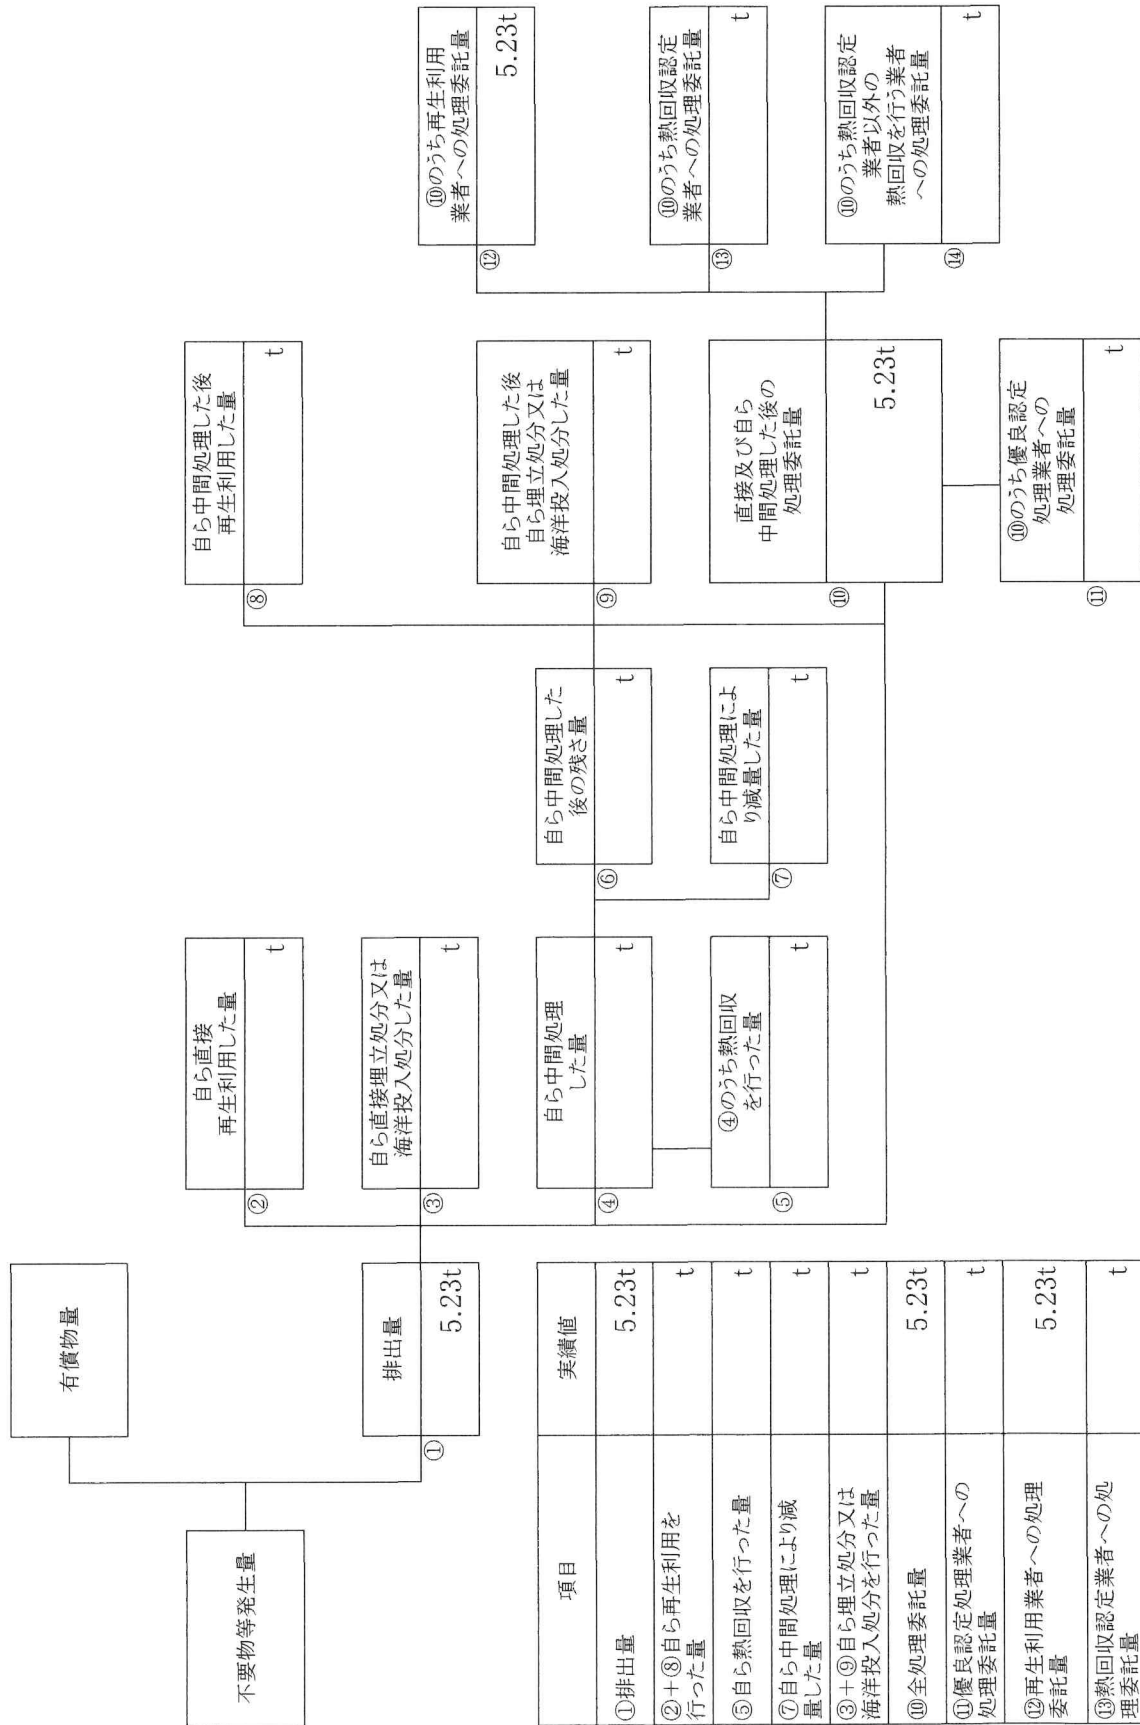 不要物等発生量
有償物量
排出量
①
5.23t
自ら直接
再生利用した量
②
t
自ら直接埋立処分又は
海洋投入処分した量
③
t
自ら中間処理
した量
④
t
④のうち熱回収
を行った量
⑤
t
自ら中間処理した
後の残さ量
⑥
t
自ら中間処理によ
り減量した量
⑦
t
自ら中間処理した後
再生利用した量
⑧
t
自ら中間処理した後
自ら埋立処分又は
海洋投入処分した量
⑨
t
直接及び自ら
中間処理した後の
処理委託量
⑩
5.23t
⑩のうち優良認定
処理業者への
処理委託量
⑪
t
⑩のうち再生利用
業者への処理委託量
⑫
5.23t
⑩のうち熱回収認定
業者への処理委託量
⑬
t
⑩のうち熱回収認定
業者以外の
熱回収を行う業者
への処理委託量
⑭
t
項目 実績値
①排出量 5.23t
②+⑧自ら再生利用を
行った量 t
⑤自ら熱回収を行った量 t
⑦自ら中間処理により減
量した量 t
③+⑨自ら埋立処分又は
海洋投入処分を行った量 t
⑩全処理委託量 5.23t
⑪優良認定処理業者への
処理委託量 t
⑫再生利用業者への処理
委託量 5.23t
⑬熱回収認定業者への処
理委託量 t